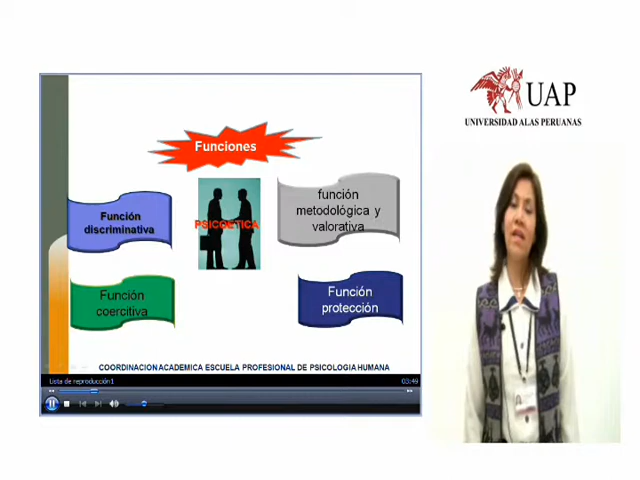 UAP
UNIVERSIDAD ALAS PERUANAS
Funciones
Función
discriminativa
PSICOETICA
función
metodológica y
valorativa
Función
coercitiva
Función
protección
COORDINACION ACADEMICA ESCUELA PROFESIONAL DE PSICOLOGIA HUMANA
Lista de reproducción1
03:49